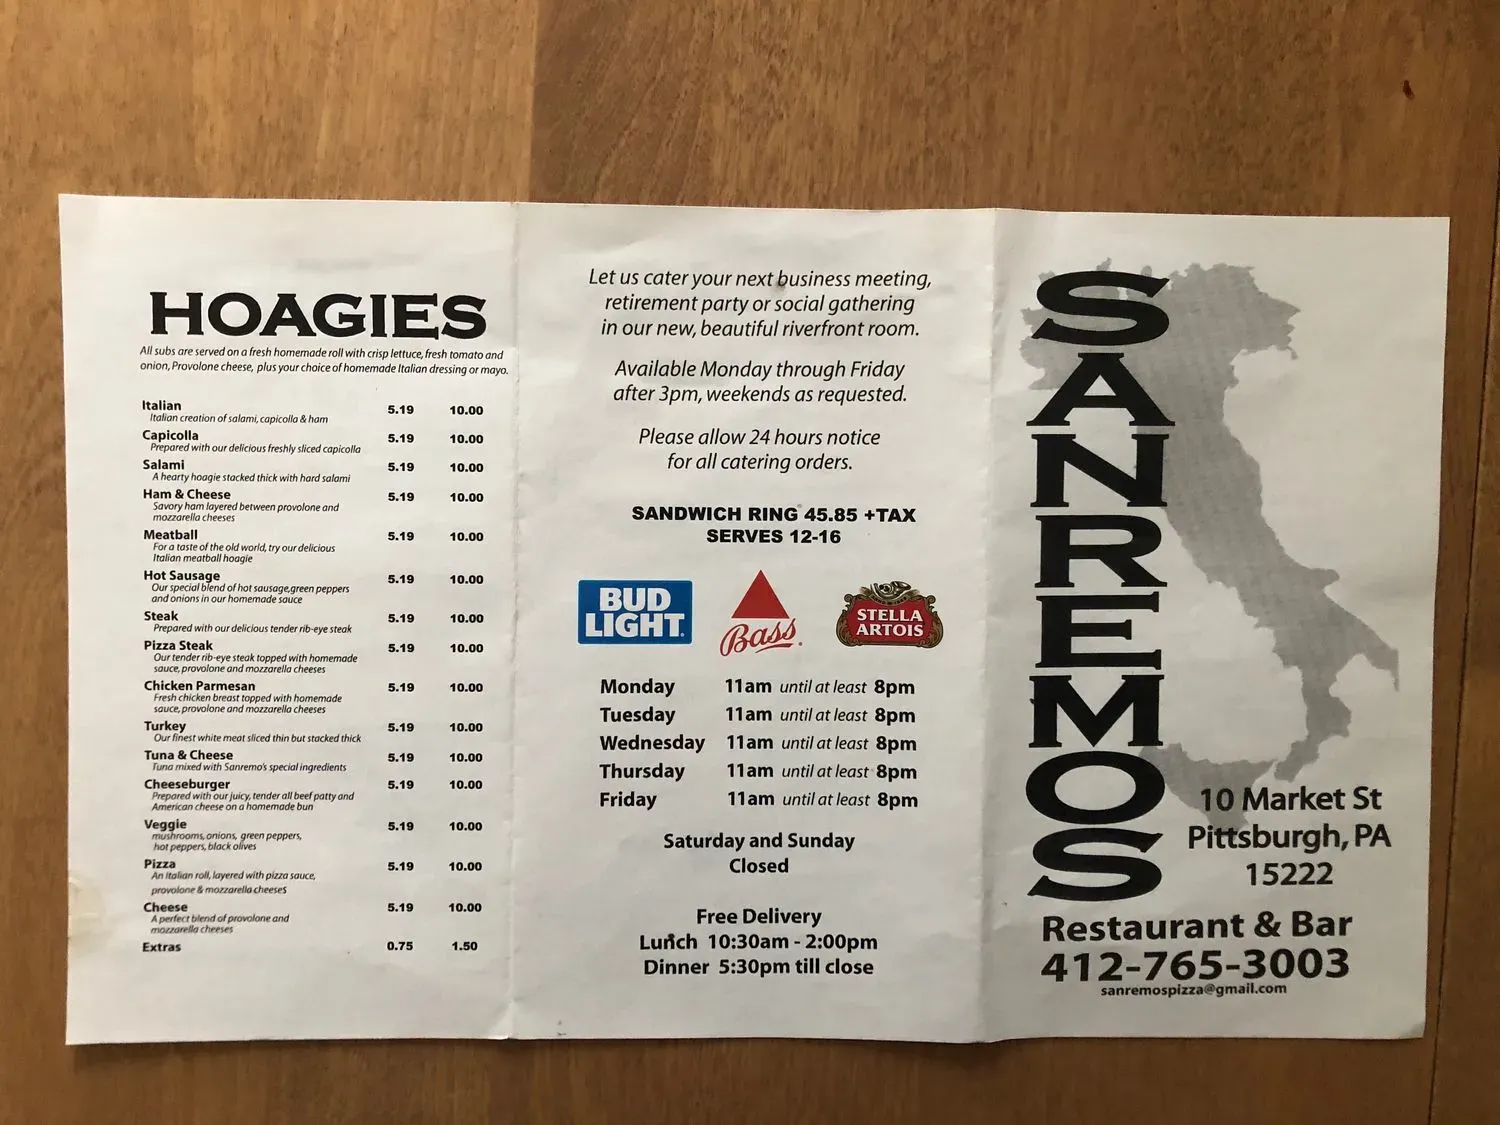 HOAGIES
All subs are served on a fresh homemade roll with crisp lettuce, fresh tomato and
onion, Provolone cheese, plus your choice of homemade Italian dressing or mayo.
Italian 5.19 10.00
Italian creation of salami, capicolla & ham
Capicolla 5.19 10.00
Prepared with our delicious freshly sliced capicolla
Salami 5.19 10.00
A hearty hoagie stacked thick with hard salami
Ham & Cheese 5.19 10.00
Savory ham layered between provolone and
mozzarella cheeses
Meatball 5.19 10.00
For a taste of the old world, try our delicious
Italian meatball hoagie
Hot Sausage 5.19 10.00
Our special blend of hot sausage,green peppers
and onions in our homemade sauce
Steak 5.19 10.00
Prepared with our delicious tender rib-eye steak
Pizza Steak 5.19 10.00
Our tender rib-eye steak topped with homemade
sauce, provolone and mozzarella cheeses
Chicken Parmesan 5.19 10.00
Fresh chicken breast topped with homemade
sauce, provolone and mozzarella cheeses
Turkey 5.19 10.00
Our finest white meat sliced thin but stacked thick
Tuna & Cheese 5.19 10.00
Tuna mixed with Sanremo's special ingredients
Cheeseburger 5.19 10.00
Prepared with our juicy, tender all beef patty and
American cheese on a homemade bun
Veggie 5.19 10.00
mushrooms, onions, green peppers,
hot peppers, black olives
Pizza 5.19 10.00
An Italian roll, layered with pizza sauce,
provolone & mozzarella cheeses
Cheese 5.19 10.00
A perfect blend of provolone and
mozzarella cheeses
Extras 0.75 1.50
Let us cater your next business meeting,
retirement party or social gathering
in our new, beautiful riverfront room.
Available Monday through Friday
after 3pm, weekends as requested.
Please allow 24 hours notice
for all catering orders.
SANDWICH RING 45.85 +TAX
SERVES 12-16
BUD
LIGHT
Bass
STELLA
ARTOIS
Monday 11am until at least 8pm
Tuesday 11am until at least 8pm
Wednesday 11am until at least 8pm
Thursday 11am until at least 8pm
Friday 11am until at least 8pm
Saturday and Sunday
Closed
Free Delivery
Lunch 10:30am - 2:00pm
Dinner 5:30pm till close
SANREMOS
10 Market St
Pittsburgh, PA
15222
Restaurant & Bar
412-765-3003
sanremospizza@gmail.com